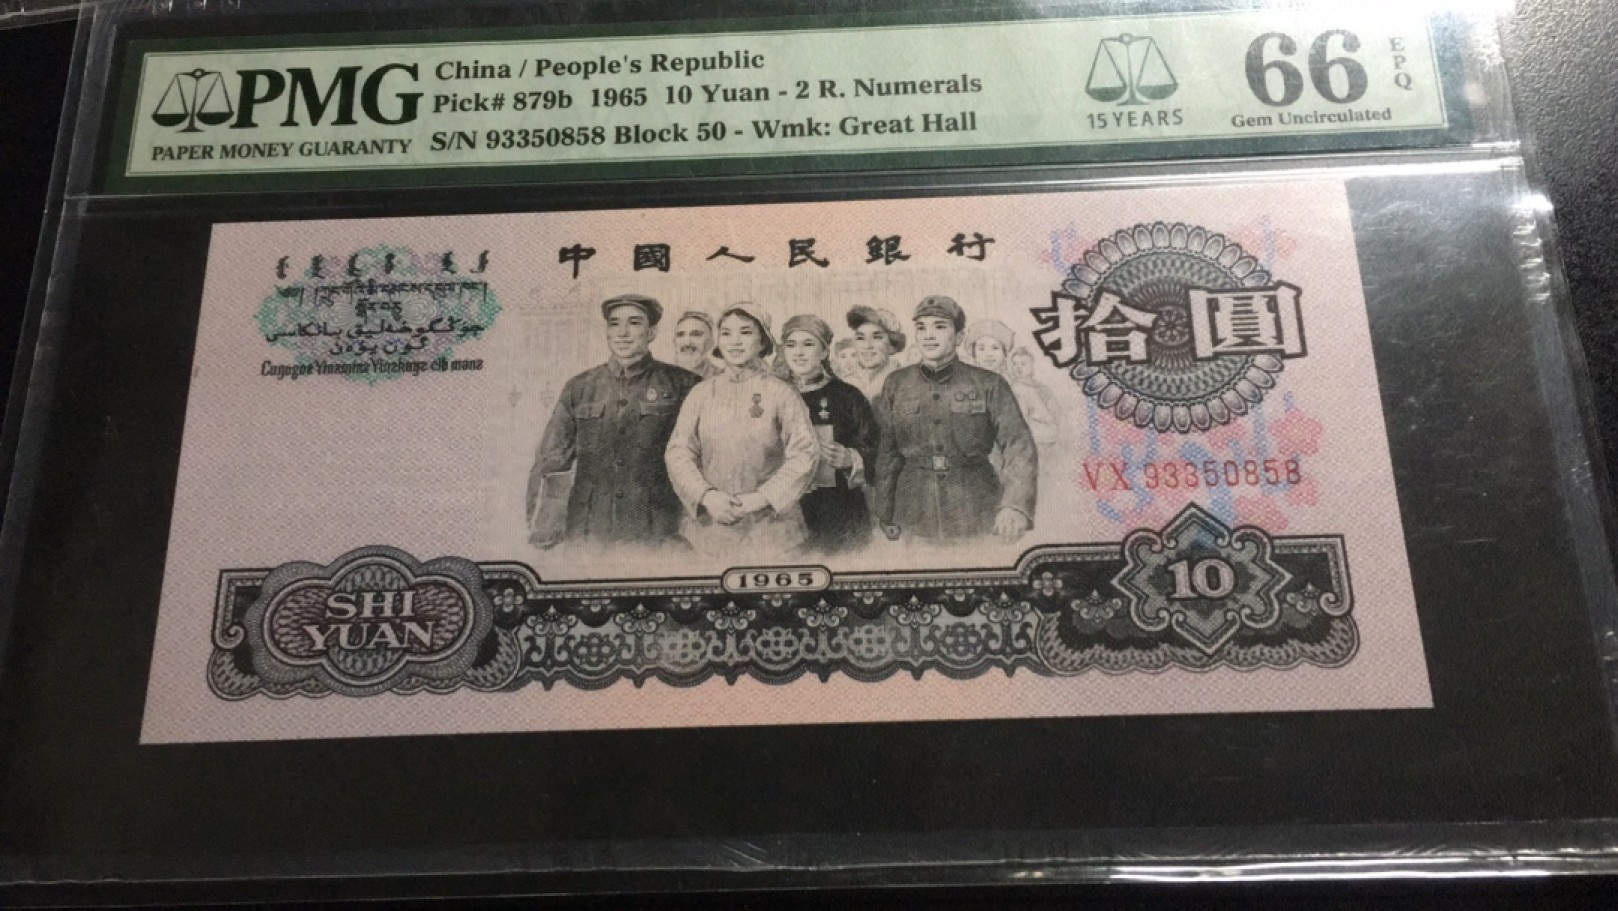 PMG
PAPER MONEY GUARANTY
China / People's Republic
Pick# 879b 1965 10 Yuan - 2 R. Numerals
S/N 93350858 Block 50 - Wmk: Great Hall
15 YEARS
66 EPQ
Gem Uncirculated
中國人民銀行
拾圓
VX 93350858
1965
SHI
YUAN
10